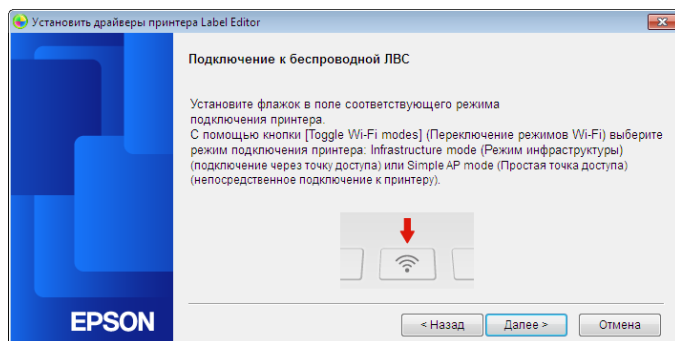 Установить драйверы принтера Label Editor
Подключение к беспроводной ЛВС
Установите флажок в поле соответствующего режима
подключения принтера.
С помощью кнопки [Toggle Wi-Fi modes] (Переключение режимов Wi-Fi) выберите
режим подключения принтера: Infrastructure mode (Режим инфраструктуры)
(подключение через точку доступа) или Simple AP mode (Простая точка доступа)
(непосредственное подключение к принтеру).
EPSON
< Назад
Далее >
Отмена